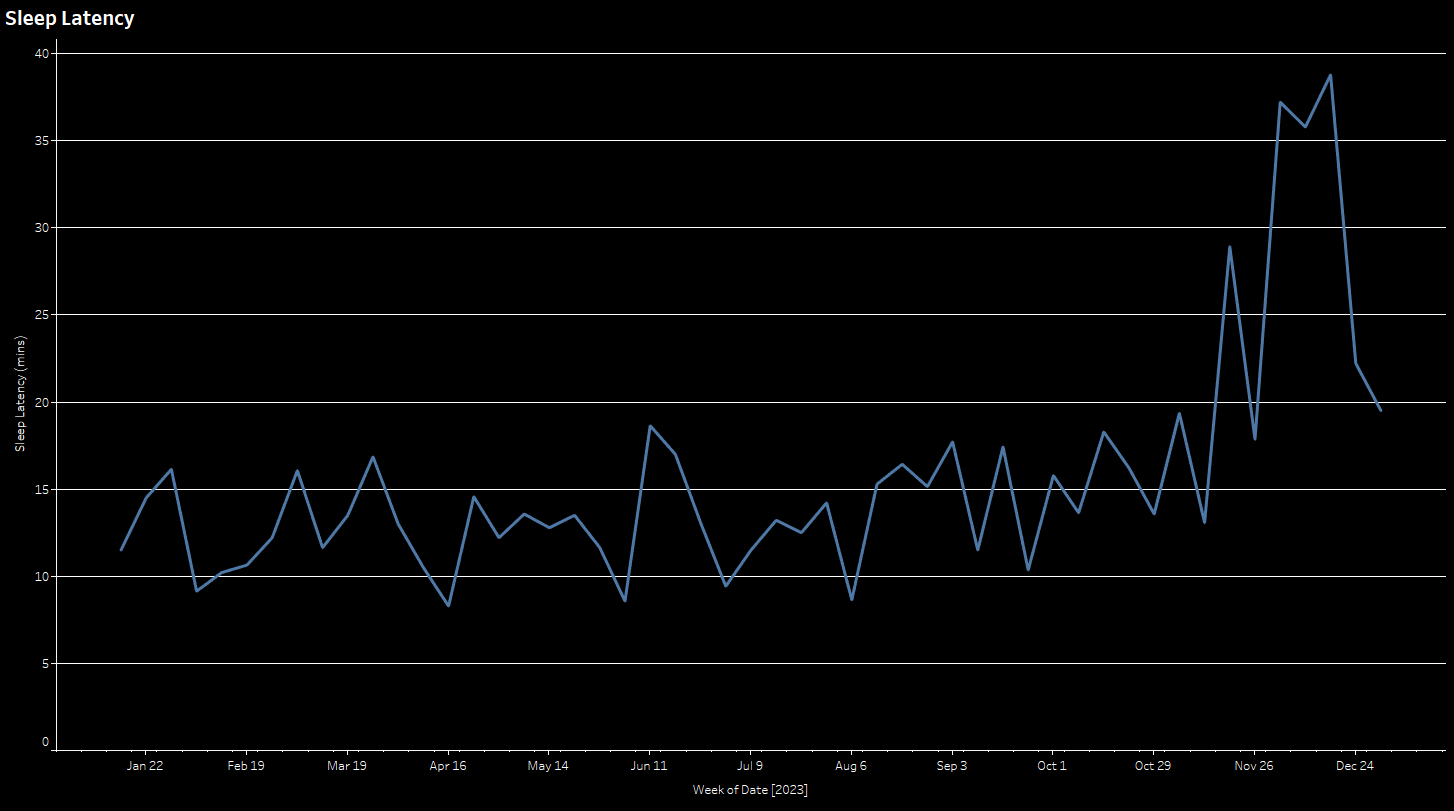 Sleep Latency
40
35
30
25
20
15
10
5
0
Sleep Latency (mins)
Jan 22 Feb 19 Mar 19 Apr 16 May 14 Jun 11 Jul 9 Aug 6 Sep 3 Oct 1 Oct 29 Nov 26 Dec 24
Week of Date [2023]